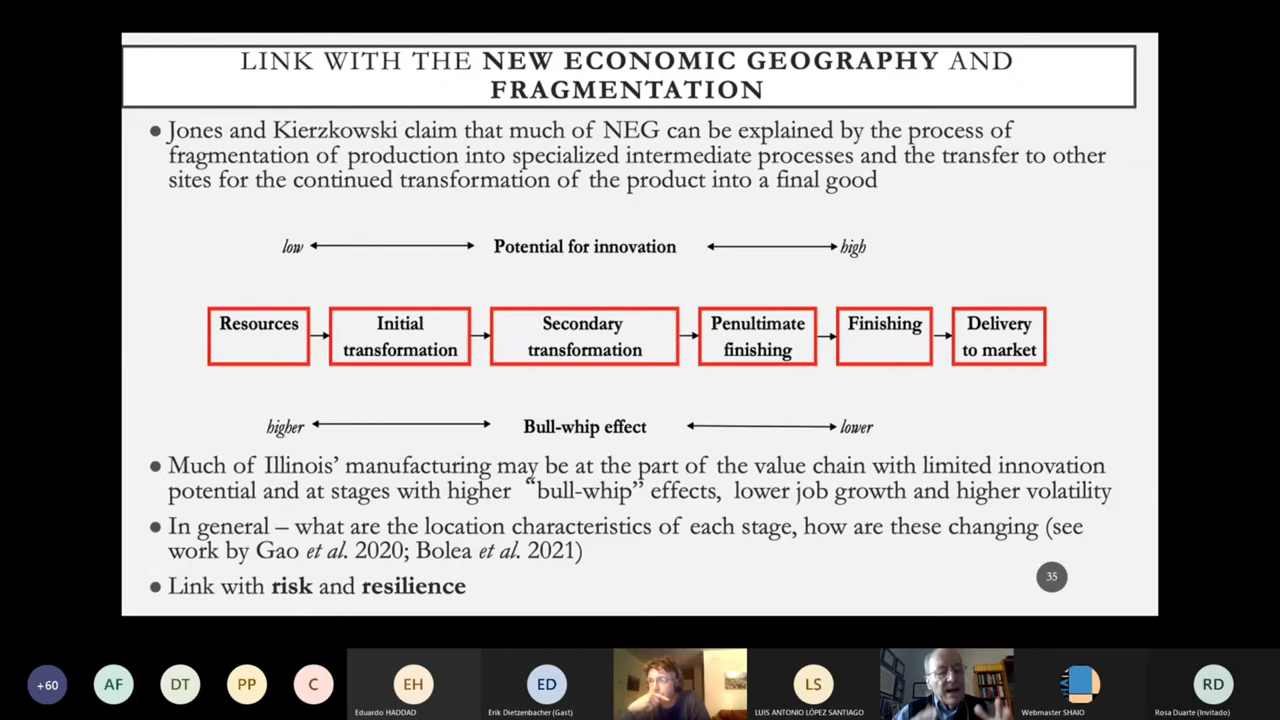 LINK WITH THE NEW ECONOMIC GEOGRAPHY AND
FRAGMENTATION
● Jones and Kierzkowski claim that much of NEG can be explained by the process of
fragmentation of production into specialized intermediate processes and the transfer to other
sites for the continued transformation of the product into a final good
low Potential for innovation high
Resources
Initial
transformation
Secondary
transformation
Penultimate
finishing
Finishing
Delivery
to market
higher Bull-whip effect lower
● Much of Illinois’ manufacturing may be at the part of the value chain with limited innovation
potential and at stages with higher “bull-whip” effects, lower job growth and higher volatility
● In general – what are the location characteristics of each stage, how are these changing (see
work by Gao et al. 2020; Bolea et al. 2021)
● Link with risk and resilience
35
+60
AF
DT
PP
C
EH
Eduardo HADDAD
ED
Erik Dietzenbacher (Gast)
LS
LUIS ANTONIO LÓPEZ SANTIAGO
Webmaster SHAIO
RD
Rosa Duarte (Invitado)